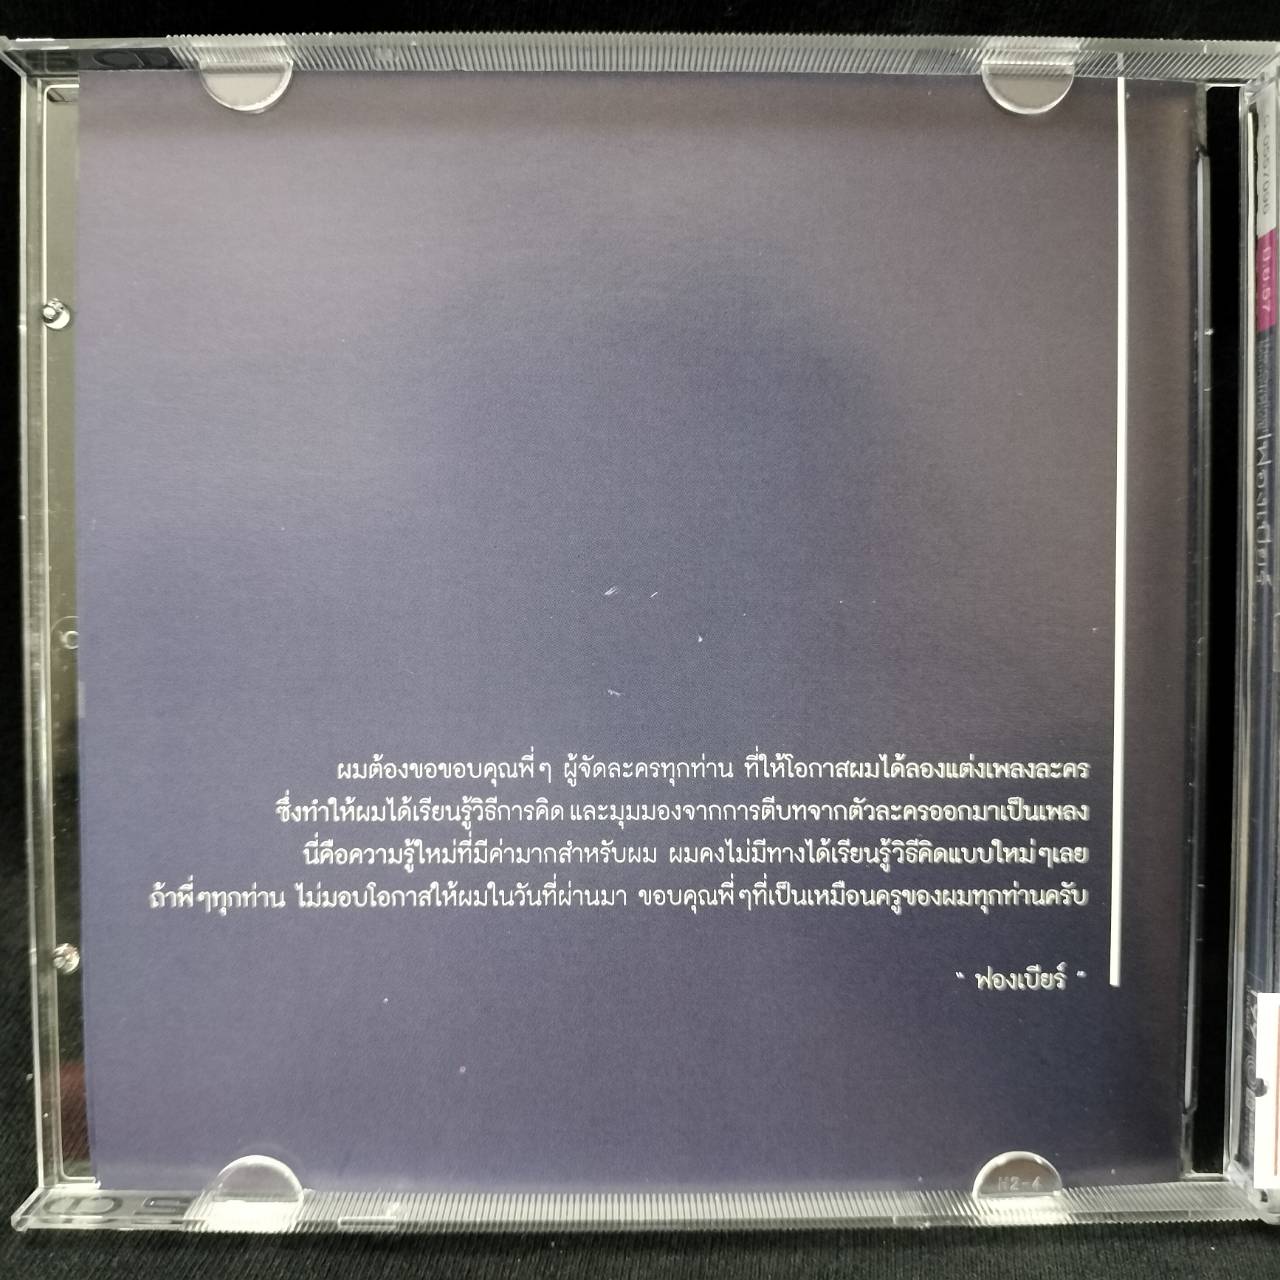 ผมต้องขอขอบคุณพี่ๆ ผู้จัดละครทุกท่าน ที่ให้โอกาสผมได้ลองแต่งเพลงละคร
ซึ่งทำให้ผมได้เรียนรู้วิธีการคิด และมุมมองจากการตีบทจากตัวละครออกมาเป็นเพลง
นี่คือความรู้ใหม่ที่มีค่ามากสำหรับผม ผมคงไม่มีทางได้เรียนรู้วิธีคิดแบบใหม่ๆเลย
ถ้าพี่ๆทุกท่าน ไม่มอบโอกาสให้ผมในวันที่ผ่านมา ขอบคุณพี่ๆที่เป็นเหมือนครูของผมทุกท่านครับ
" ฟองเบียร์ "
H2-4